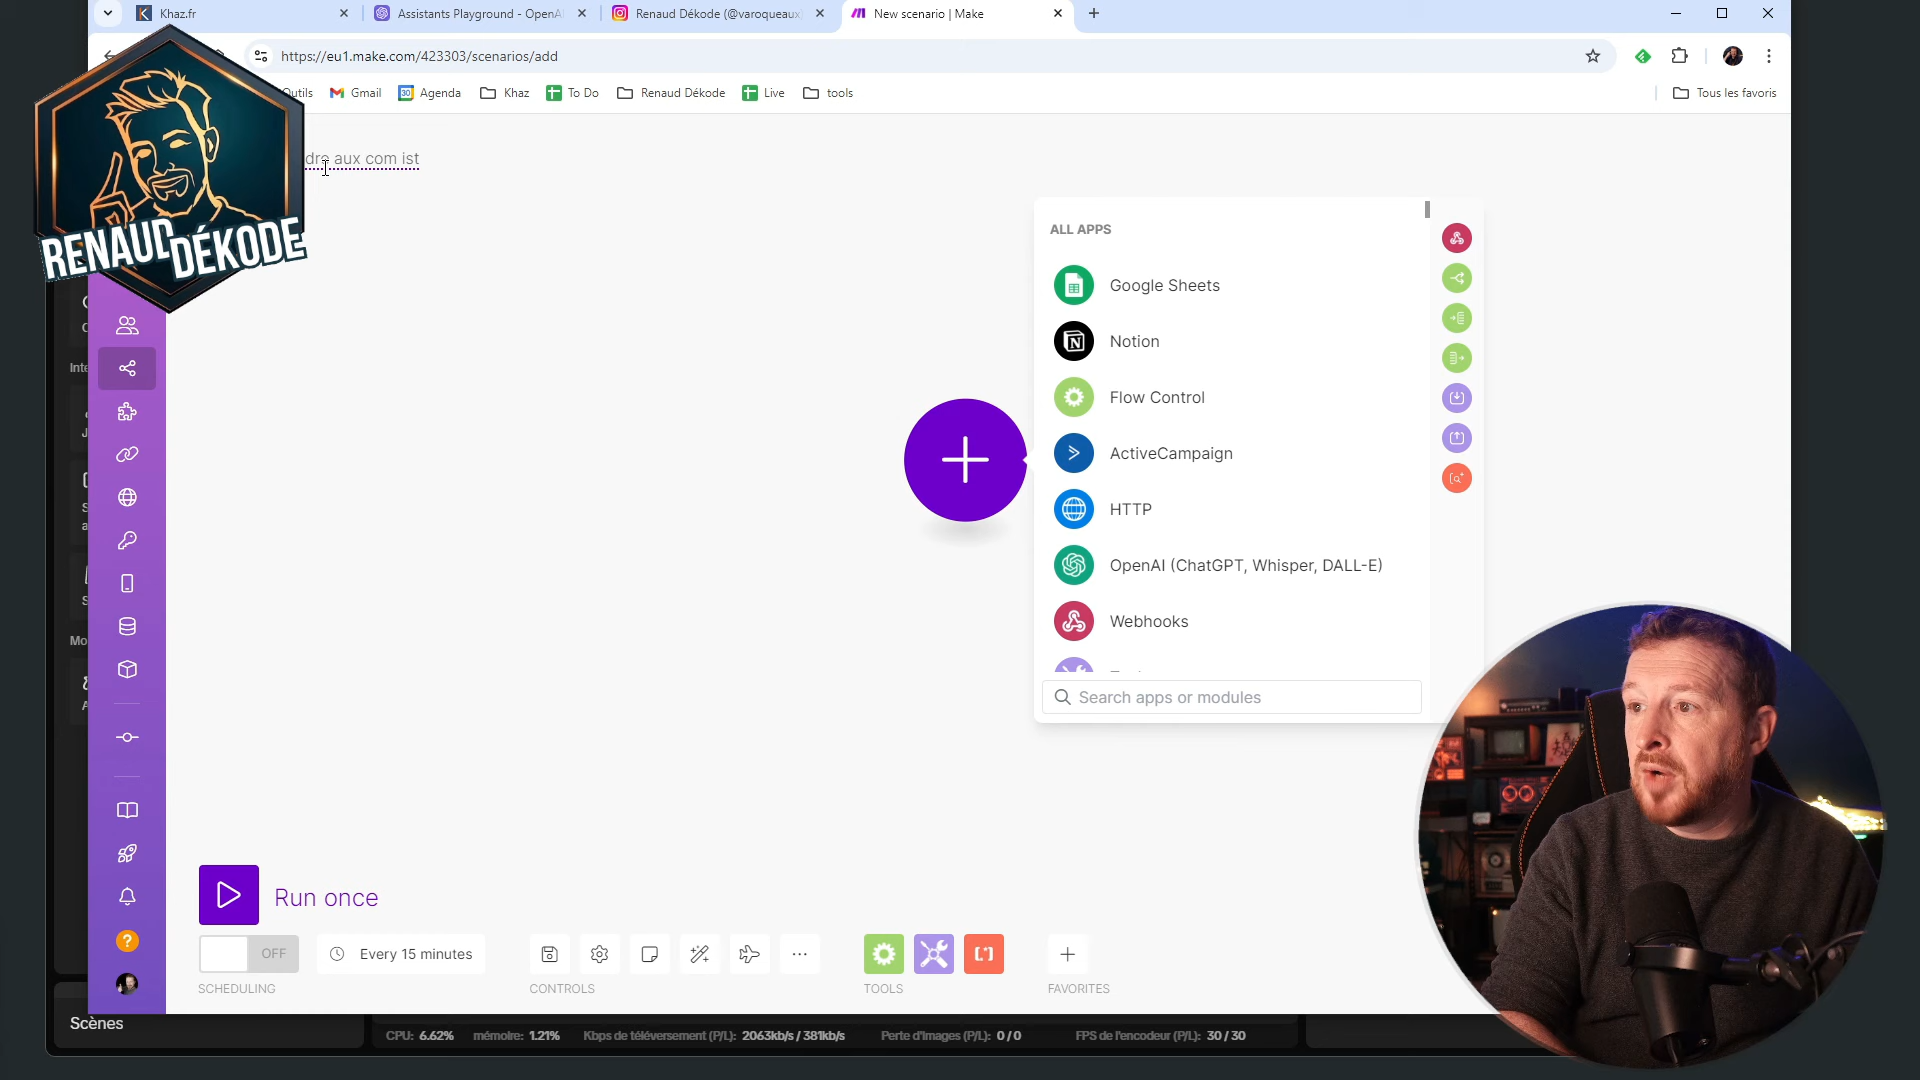 Khaz.fr
Assistants Playground - OpenA
Renaud Dékode (@varoqueaux
New scenario | Make
https://eu1.make.com/423303/scenarios/add
Outils
Gmail
Agenda
Khaz
To Do
Renaud Dékode
Live
tools
Tous les favoris
RENAUD DÉKODE
dre aux com ist
ALL APPS
Google Sheets
Notion
Flow Control
ActiveCampaign
HTTP
OpenAI (ChatGPT, Whisper, DALL-E)
Webhooks
Search apps or modules
Run once
OFF
Every 15 minutes
SCHEDULING
CONTROLS
TOOLS
FAVORITES
Scènes
CPU: 6.62%
mémoire: 1.21%
Kbps de téléversement (P/L): 2063kb/s / 381kb/s
Perte d'images (P/L): 0 / 0
FPS de l'encodeur (P/L): 30 / 30